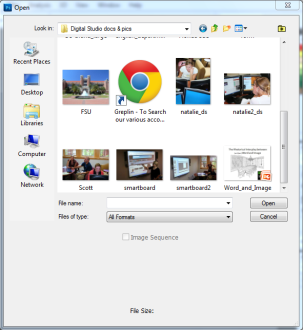 Open
Look in:
Digital Studio docs & pics
Recent Places
Desktop
Libraries
Computer
Network
FSU
Greplin - To Search our various acco...
natalie_ds
natalie2_ds
Scott
smartboard
smartboard2
Word_and_Image
File name:
Open
Files of type:
All Formats
Cancel
Image Sequence
File Size: